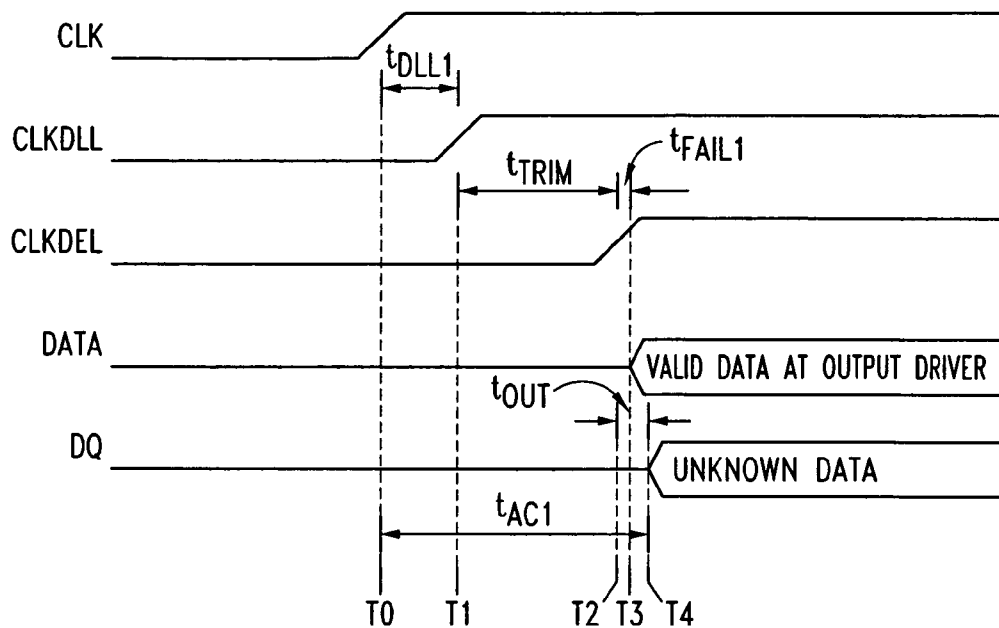 CLK
tDLL1
CLKDLL
tFAIL1
tTRIM
CLKDEL
DATA
VALID DATA AT OUTPUT DRIVER
tOUT
DQ
UNKNOWN DATA
tAC1
T0 T1 T2 T3 T4